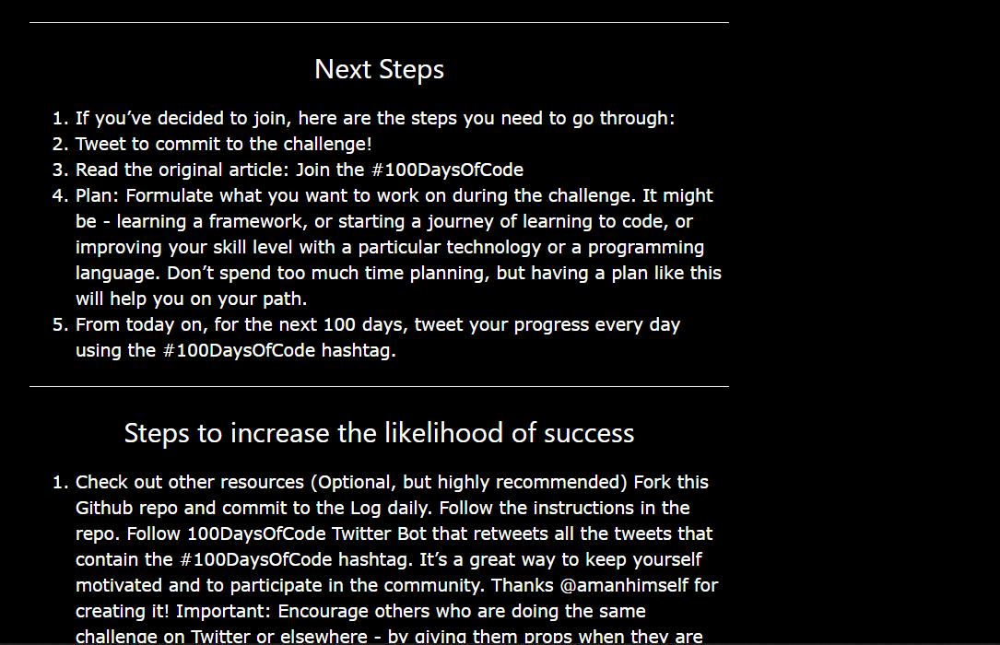 Next Steps
1. If you’ve decided to join, here are the steps you need to go through:
2. Tweet to commit to the challenge!
3. Read the original article: Join the #100DaysOfCode
4. Plan: Formulate what you want to work on during the challenge. It might
be - learning a framework, or starting a journey of learning to code, or
improving your skill level with a particular technology or a programming
language. Don’t spend too much time planning, but having a plan like this
will help you on your path.
5. From today on, for the next 100 days, tweet your progress every day
using the #100DaysOfCode hashtag.
Steps to increase the likelihood of success
1. Check out other resources (Optional, but highly recommended) Fork this
Github repo and commit to the Log daily. Follow the instructions in the
repo. Follow 100DaysOfCode Twitter Bot that retweets all the tweets that
contain the #100DaysOfCode hashtag. It’s a great way to keep yourself
motivated and to participate in the community. Thanks @amanhimself for
creating it! Important: Encourage others who are doing the same
challenge on Twitter or elsewhere - by giving them props when they are